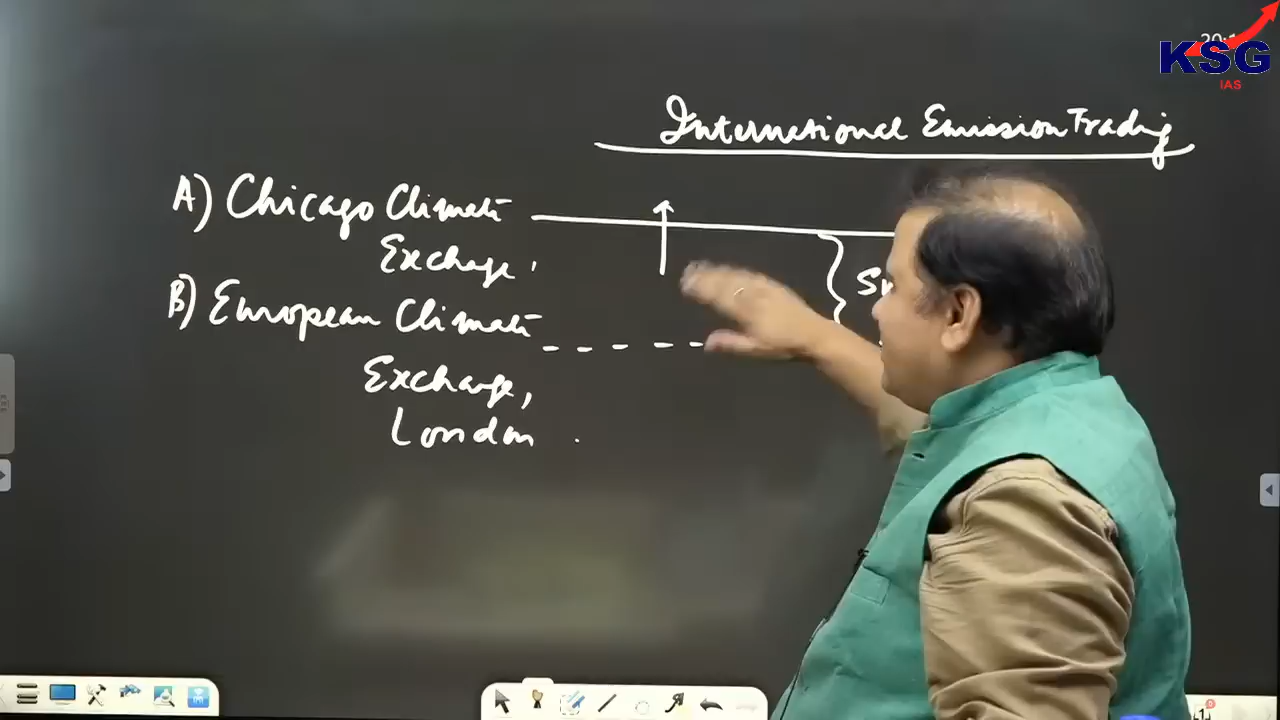 KSG
IAS
International Emission Trading
A) Chicago Climate
Exchange,
B) European Climate
Exchange,
London